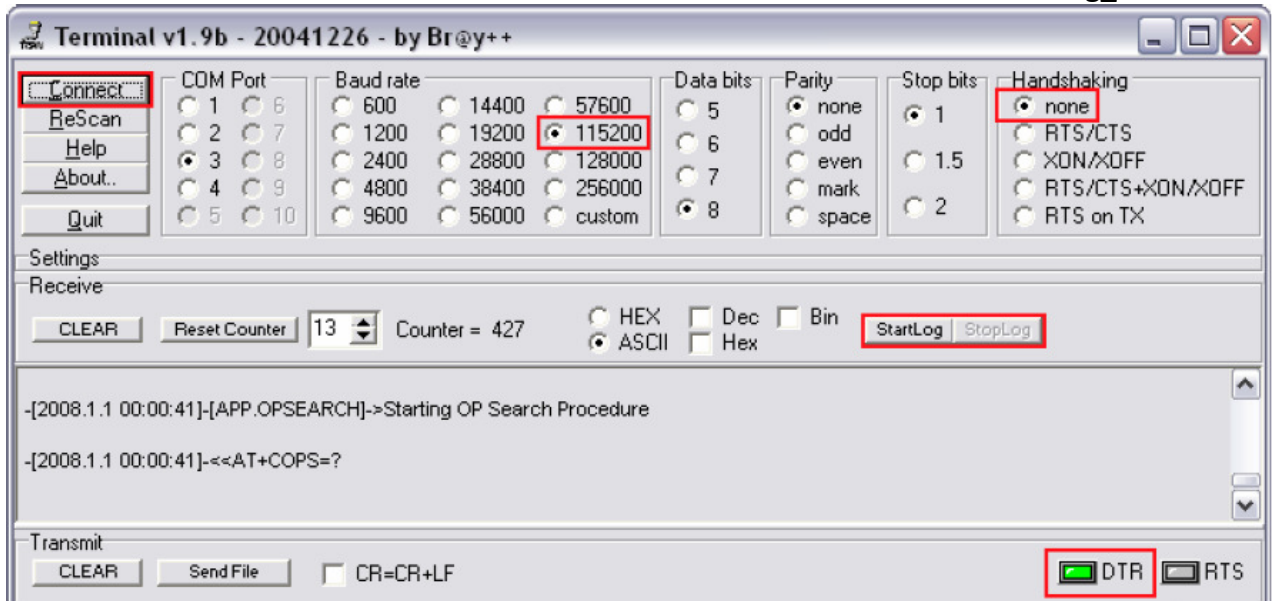 Terminal v1.9b - 20041226 - by Br@y++
Connect
ReScan
Help
About..
Quit
COM Port
1 6
2 7
3 8
4 9
5 10
Baud rate
600 14400 57600
1200 19200 115200
2400 28800 128000
4800 38400 256000
9600 56000 custom
Data bits
5
6
7
8
Parity
none
odd
even
mark
space
Stop bits
1
1.5
2
Handshaking
none
RTS/CTS
XON/XOFF
RTS/CTS+XON/XOFF
RTS on TX
Settings
Receive
CLEAR Reset Counter 13 Counter = 427
HEX Dec Bin
ASCII Hex
StartLog StopLog
-[2008.1.1 00:00:41]-[APP.OPSEARCH]->Starting OP Search Procedure
-[2008.1.1 00:00:41]-<<AT+COPS=?
Transmit
CLEAR Send File CR=CR+LF DTR RTS